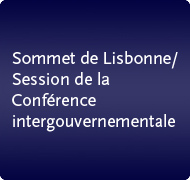 Sommet de Lisbonne/
Session de la
Conférence
intergouvernementale